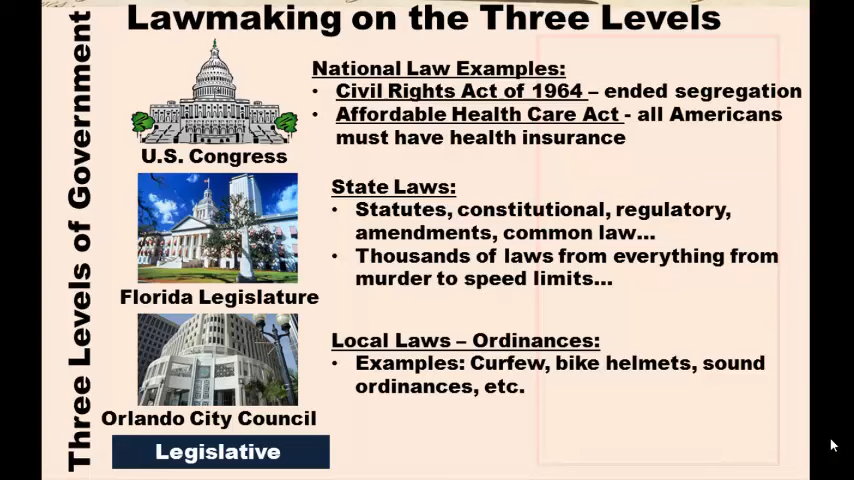 Lawmaking on the Three Levels
Three Levels of Government
National Law Examples:
• Civil Rights Act of 1964 – ended segregation
• Affordable Health Care Act - all Americans
must have health insurance
U.S. Congress
State Laws:
• Statutes, constitutional, regulatory,
amendments, common law...
• Thousands of laws from everything from
murder to speed limits...
Florida Legislature
Local Laws – Ordinances:
• Examples: Curfew, bike helmets, sound
ordinances, etc.
Orlando City Council
Legislative